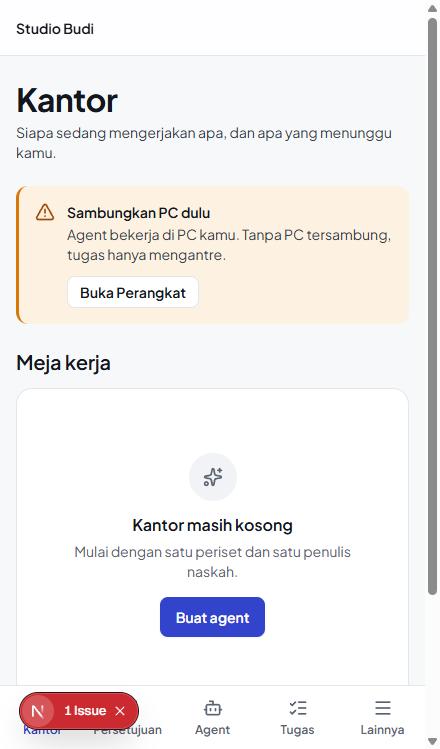 Studio Budi
Kantor
Siapa sedang mengerjakan apa, dan apa yang menunggu
kamu.
Sambungkan PC dulu
Agent bekerja di PC kamu. Tanpa PC tersambung,
tugas hanya mengantre.
Buka Perangkat
Meja kerja
Kantor masih kosong
Mulai dengan satu periset dan satu penulis
naskah.
Buat agent
N 1 Issue
Kantor Persetujuan Agent Tugas Lainnya